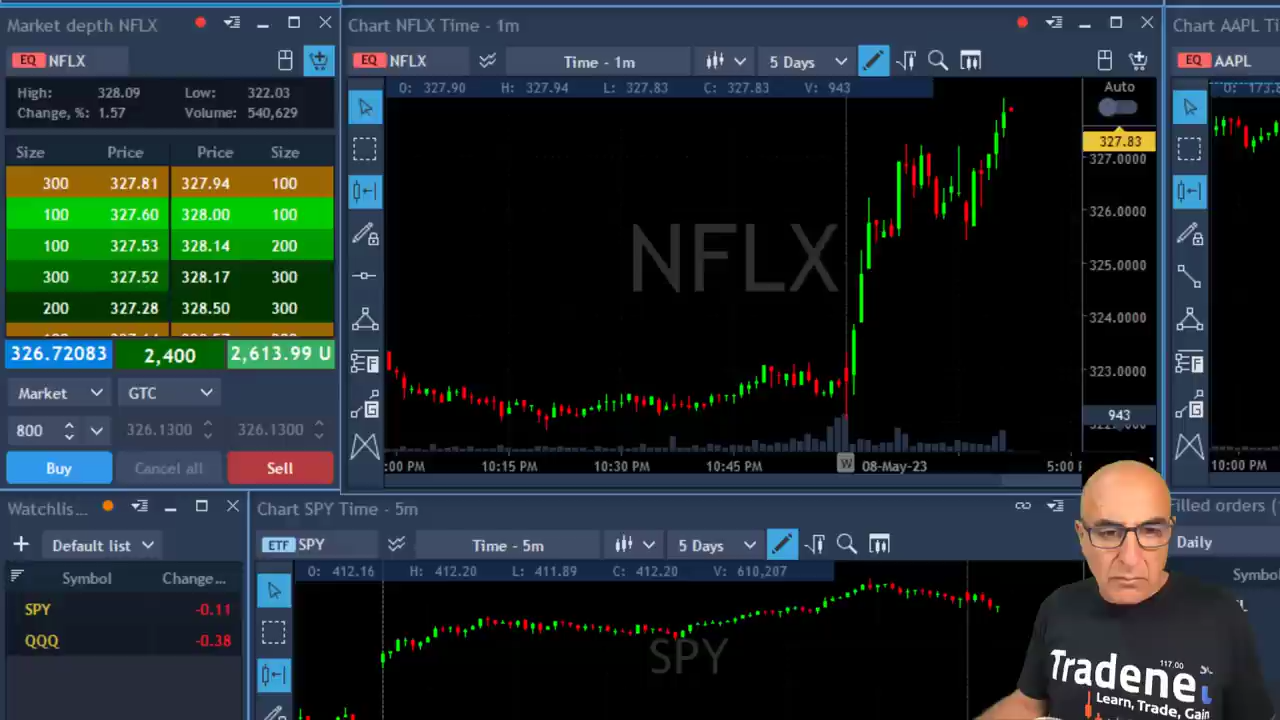 Market depth NFLX
EQ NFLX
High: 328.09 Low: 322.03
Change, %: 1.57 Volume: 540,629
Size Price Price Size
300 327.81 327.94 100
100 327.60 328.00 100
100 327.53 328.14 200
300 327.52 328.17 300
200 327.28 328.50 300
326.72083 2,400 2,613.99 U
Market GTC
800 326.1300 326.1300
Buy Cancel all Sell
Chart NFLX Time - 1m
EQ NFLX Time - 1m 5 Days
O: 327.90 H: 327.94 L: 327.83 C: 327.83 V: 943
Auto
327.83
327.0000
326.0000
325.0000
324.0000
323.0000
943
NFLX
:00 PM 10:15 PM 10:30 PM 10:45 PM W 08-May-23 5:00
Chart AAPL Ti
EQ AAPL
10:00 PM
Watchlis...
Default list
Symbol Change...
SPY -0.11
QQQ -0.38
Chart SPY Time - 5m
ETF SPY Time - 5m 5 Days
O: 412.16 H: 412.20 L: 411.89 C: 412.20 V: 610,207
SPY
Filled orders (
Daily
Symbo
117.00
Tradene
Learn, Trade, Gain